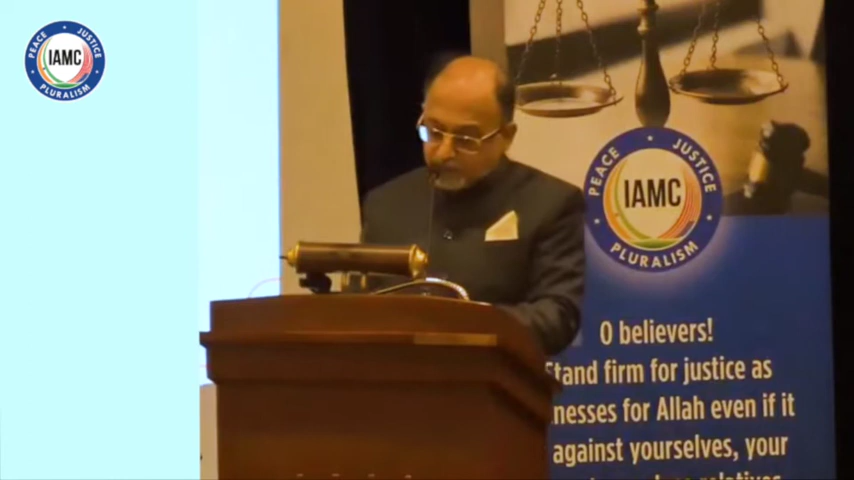 PEACE JUSTICE
IAMC
PLURALISM
PEACE JUSTICE
IAMC
PLURALISM
O believers!
Stand firm for justice as
nesses for Allah even if it
against yourselves, your
relatives